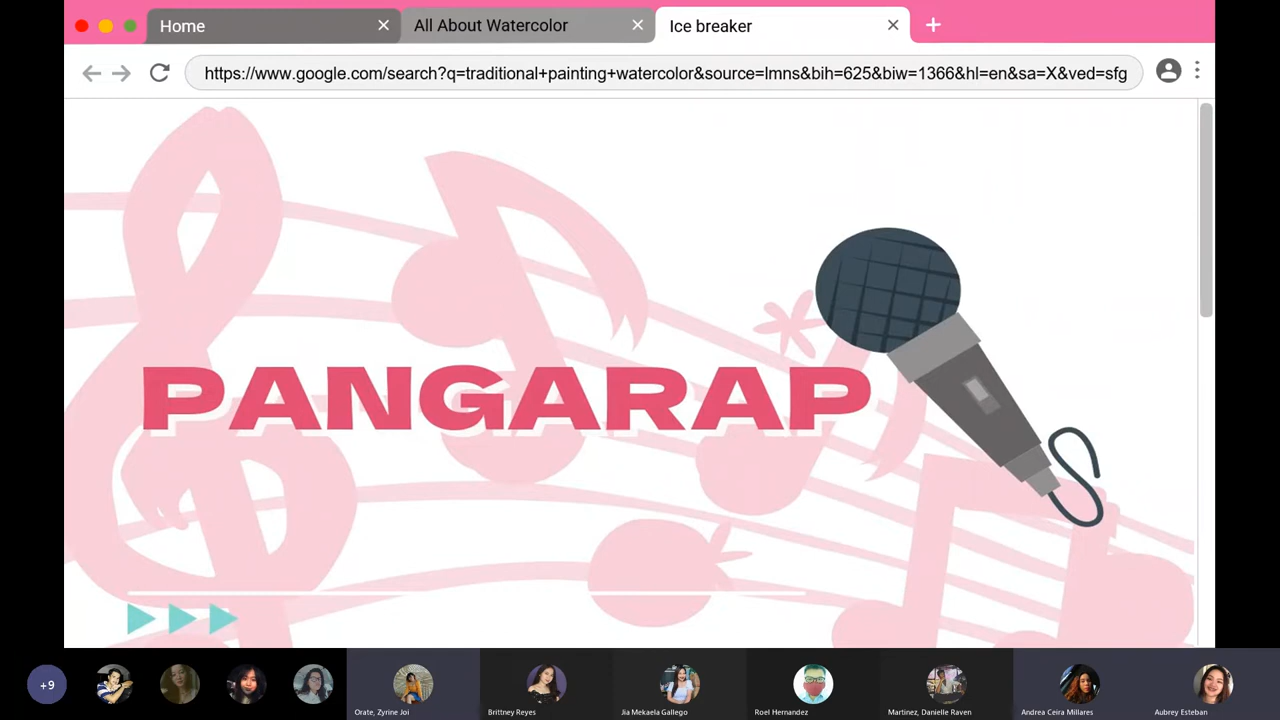 Home
All About Watercolor
Ice breaker
https://www.google.com/search?q=traditional+painting+watercolor&source=lmns&bih=625&biw=1366&hl=en&sa=X&ved=sfg
PANGARAP
+9
Orate, Zyrine Joi
Brittney Reyes
Jia Mekaela Gallego
Roel Hernandez
Martinez, Danielle Raven
Andrea Ceira Millares
Aubrey Esteban